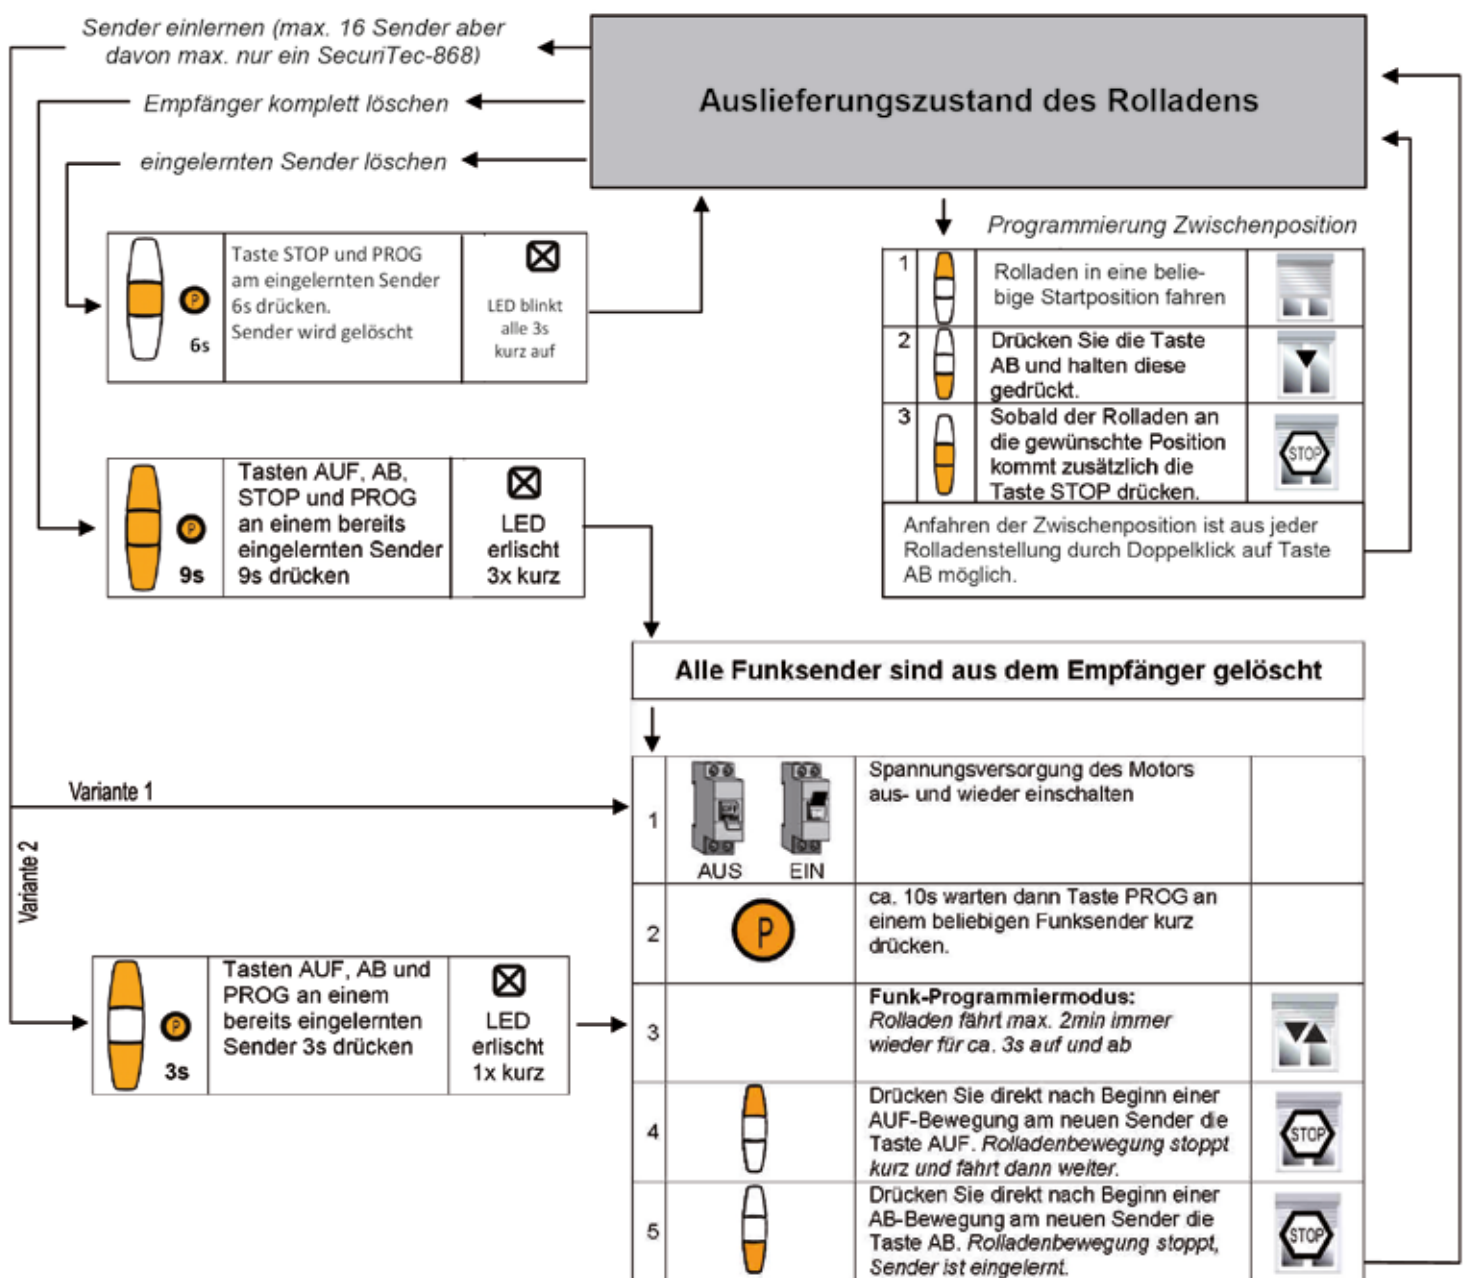 Sender einlernen (max. 16 Sender aber
davon max. nur ein SecuriTec-868)
Empfänger komplett löschen
eingelernten Sender löschen
Auslieferungszustand des Rolladens
Taste STOP und PROG
am eingelernten Sender
6s drücken.
Sender wird gelöscht
P
6s
LED blinkt
alle 3s
kurz auf
Programmierung Zwischenposition
1
Rolladen in eine belie-
bige Startposition fahren
2
Drücken Sie die Taste
AB und halten diese
gedrückt.
3
Sobald der Rolladen an
die gewünschte Position
kommt zusätzlich die
Taste STOP drücken.
STOP
Anfahren der Zwischenposition ist aus jeder
Rolladenstellung durch Doppelklick auf Taste
AB möglich.
Tasten AUF, AB,
STOP und PROG
an einem bereits
eingelernten Sender
9s drücken
P
9s
LED
erlischt
3x kurz
Alle Funksender sind aus dem Empfänger gelöscht
Variante 1
Variante 2
1
AUS
EIN
Spannungsversorgung des Motors
aus- und wieder einschalten
2
P
ca. 10s warten dann Taste PROG an
einem beliebigen Funksender kurz
drücken.
Tasten AUF, AB und
PROG an einem
bereits eingelernten
Sender 3s drücken
P
3s
LED
erlischt
1x kurz
3
Funk-Programmiermodus:
Rolladen fährt max. 2min immer
wieder für ca. 3s auf und ab
4
Drücken Sie direkt nach Beginn einer
AUF-Bewegung am neuen Sender die
Taste AUF. Rolladenbewegung stoppt
kurz und fährt dann weiter.
STOP
5
Drücken Sie direkt nach Beginn einer
AB-Bewegung am neuen Sender die
Taste AB. Rolladenbewegung stoppt,
Sender ist eingelernt.
STOP